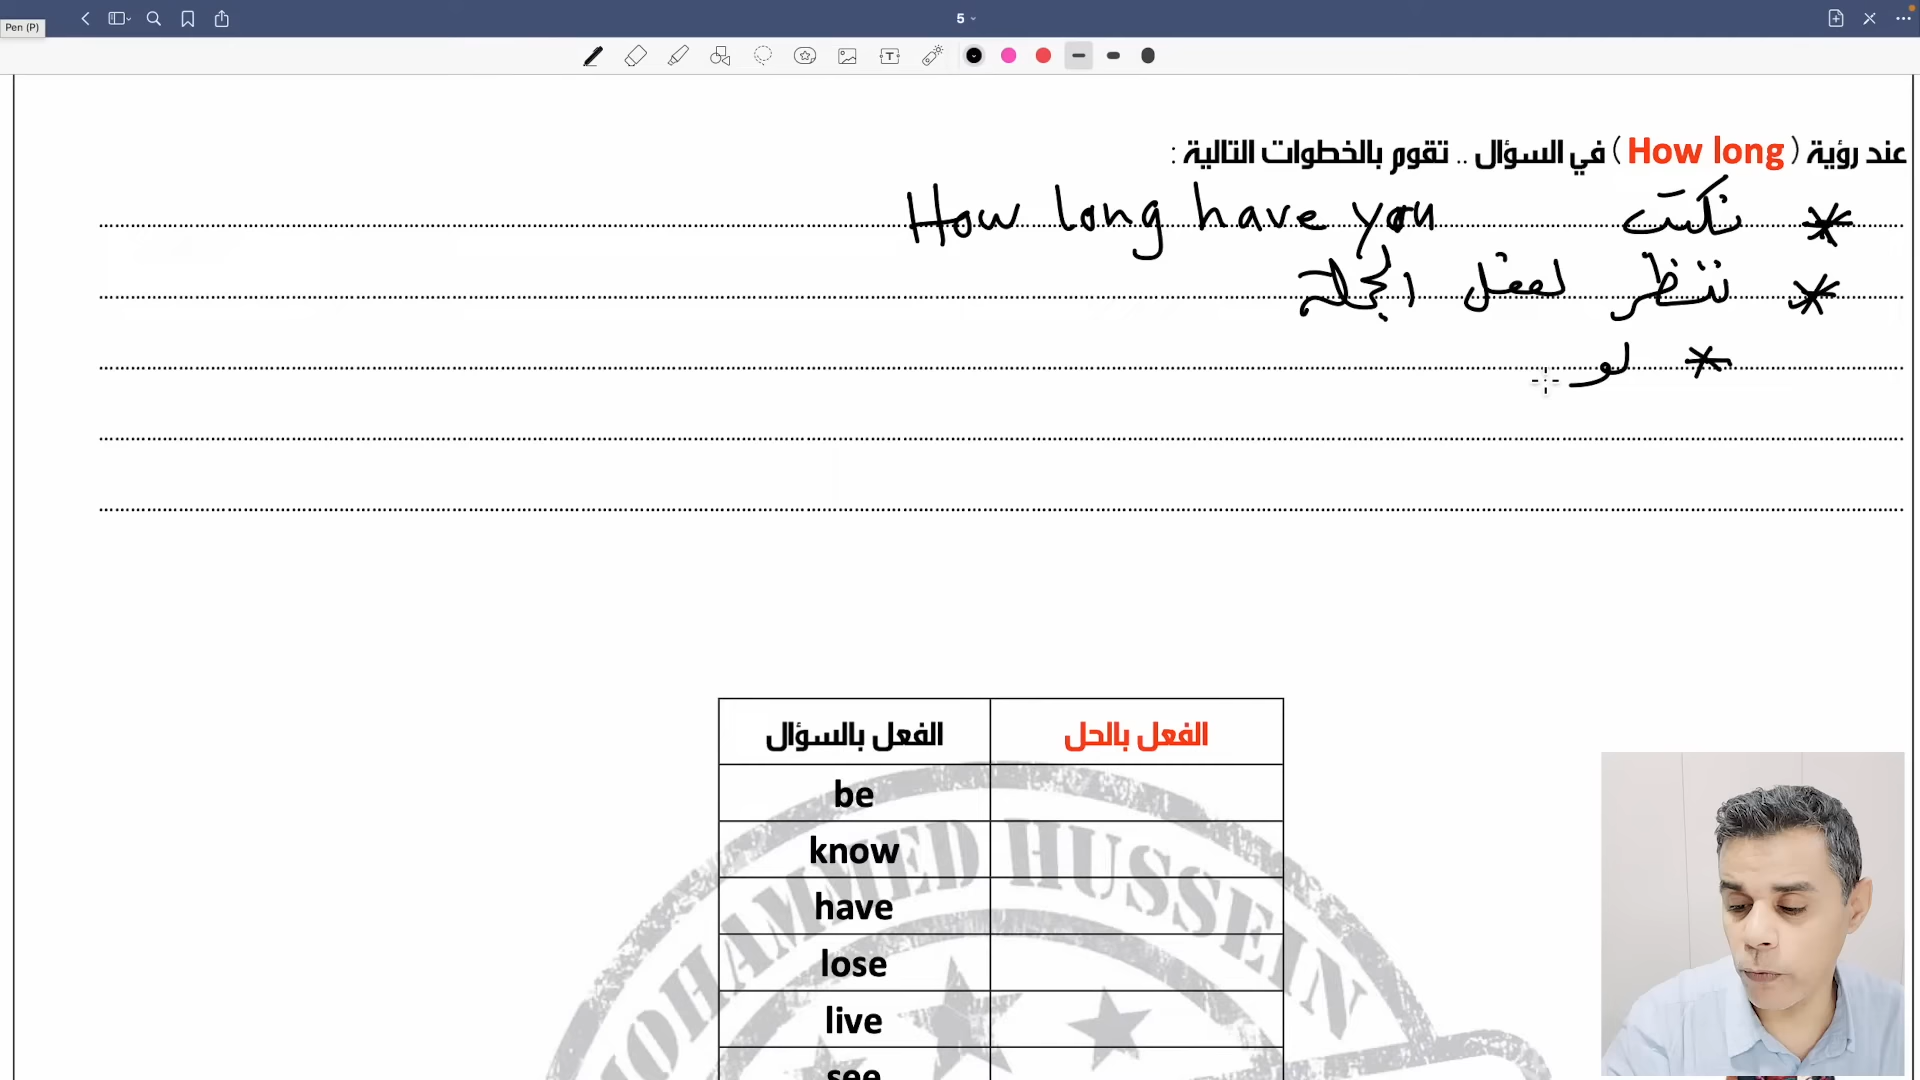 Pen (P)
5
عند رؤية ( How long ) في السؤال .. تقوم بالخطوات التالية :
* نكتب How long have you
* ننظر لفعل الجملة
* لو
الفعل بالسؤال الفعل بالحل
be
know
have
lose
live
see
MOHAMMED HUSSEIN